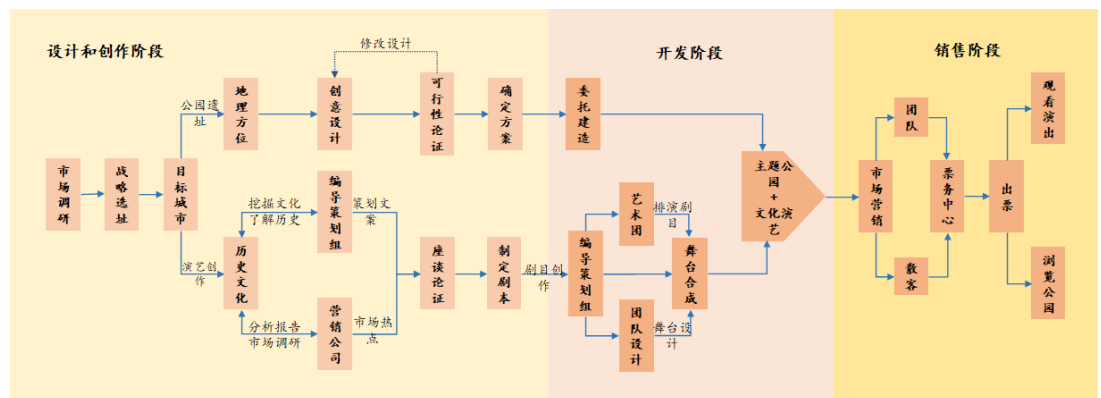 设计和创作阶段
开发阶段
销售阶段
修改设计
公园遗
址
地理方位
创意设计
可行性论证
确定方案
委托建造
市场调研
战略选址
目标城市
演艺创
作
历史文化
挖掘文化
了解历史
编导策划组
策划文
案
分析报告
市场调研
营销公司
市场热
点
座谈论证
制定剧本
剧目创
作
编导策划组
艺术团
排演剧
目
舞台合成
团队设计
舞台设
计
主题公
园
+
文化演
艺
市场营销
团队
散客
票务中心
出票
观看演出
浏览公园